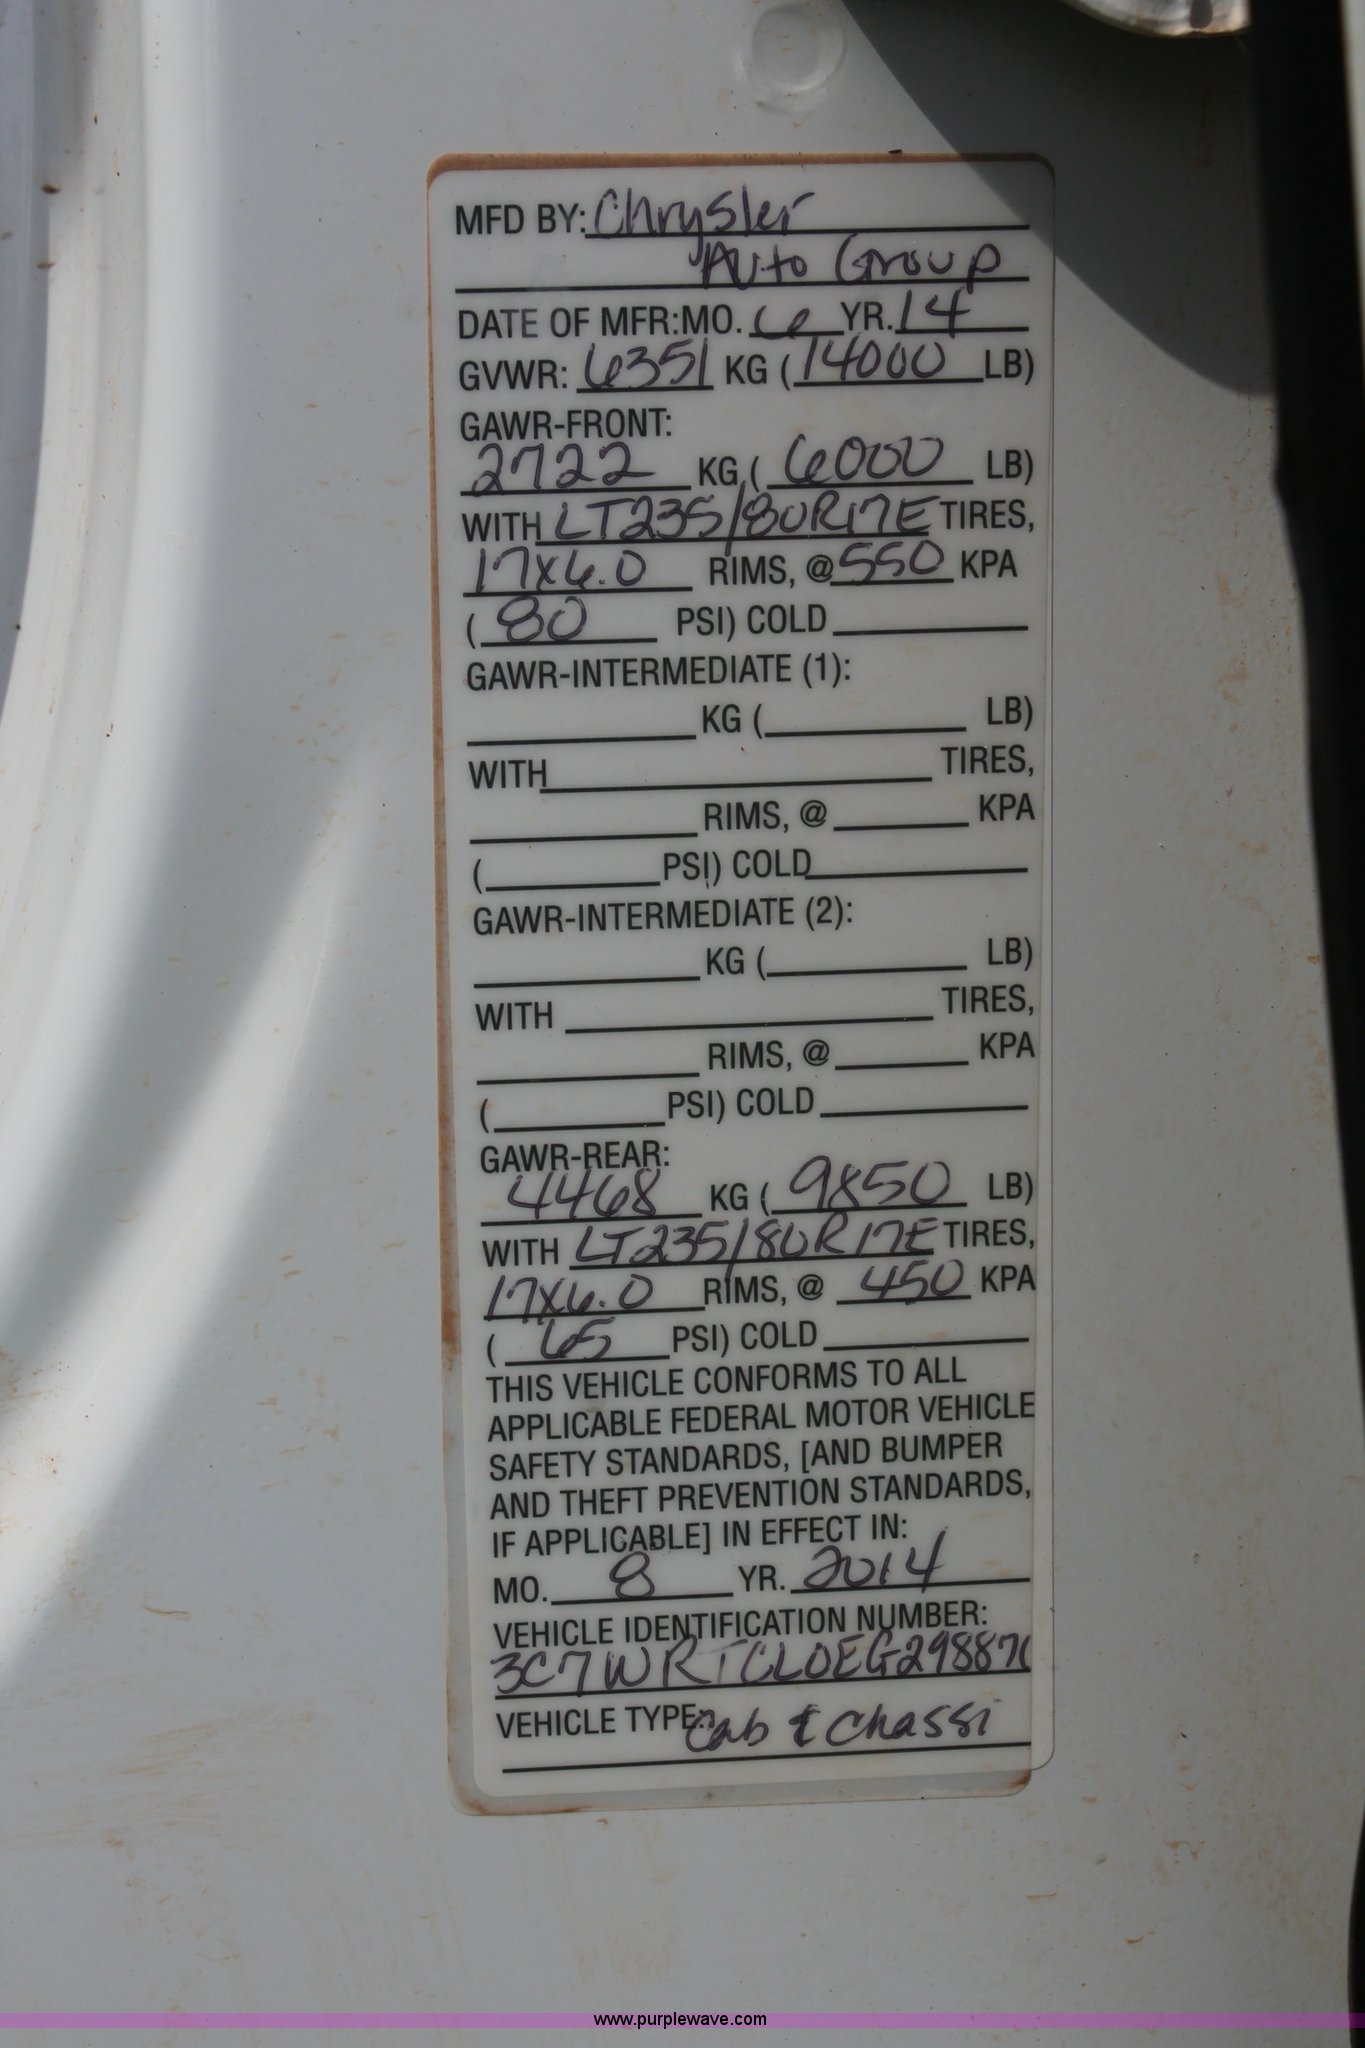 MFD BY: Chrysler
Auto Group
DATE OF MFR:MO. 6 YR. 14
GVWR: 6351 KG (14000 LB)
GAWR-FRONT:
2722 KG ( 6000 LB)
WITH LT235/80R17E TIRES,
17x6.0 RIMS, @ 550 KPA
( 80 PSI) COLD
GAWR-INTERMEDIATE (1):
KG ( LB)
WITH TIRES,
RIMS, @ KPA
( PSI) COLD
GAWR-INTERMEDIATE (2):
KG ( LB)
WITH TIRES,
RIMS, @ KPA
( PSI) COLD
GAWR-REAR:
4468 KG ( 9850 LB)
WITH LT235/80R17E TIRES,
17x6.0 RIMS, @ 450 KPA
( 65 PSI) COLD
THIS VEHICLE CONFORMS TO ALL
APPLICABLE FEDERAL MOTOR VEHICLE
SAFETY STANDARDS, [AND BUMPER
AND THEFT PREVENTION STANDARDS,
IF APPLICABLE] IN EFFECT IN:
MO. 8 YR. 2014
VEHICLE IDENTIFICATION NUMBER:
VEHICLE TYPE: Cab & Chassi
www.purplewave.com